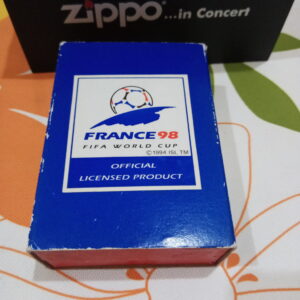 zippo ...in Concert
FRANCE 98
FIFA WORLD CUP
© 1994 ISL TM
OFFICIAL
LICENSED PRODUCT